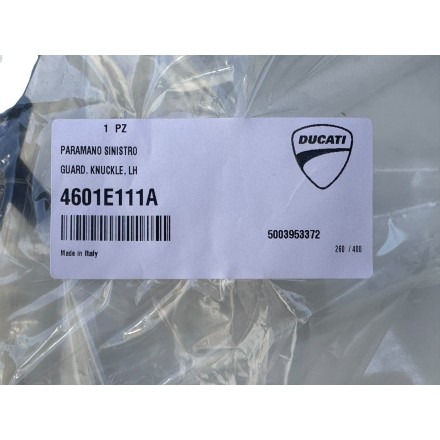 1 PZ
DUCATI
PARAMANO SINISTRO
GUARD, KNUCKLE, LH
4601E111A
5003953372
Made in Italy
260 / 400